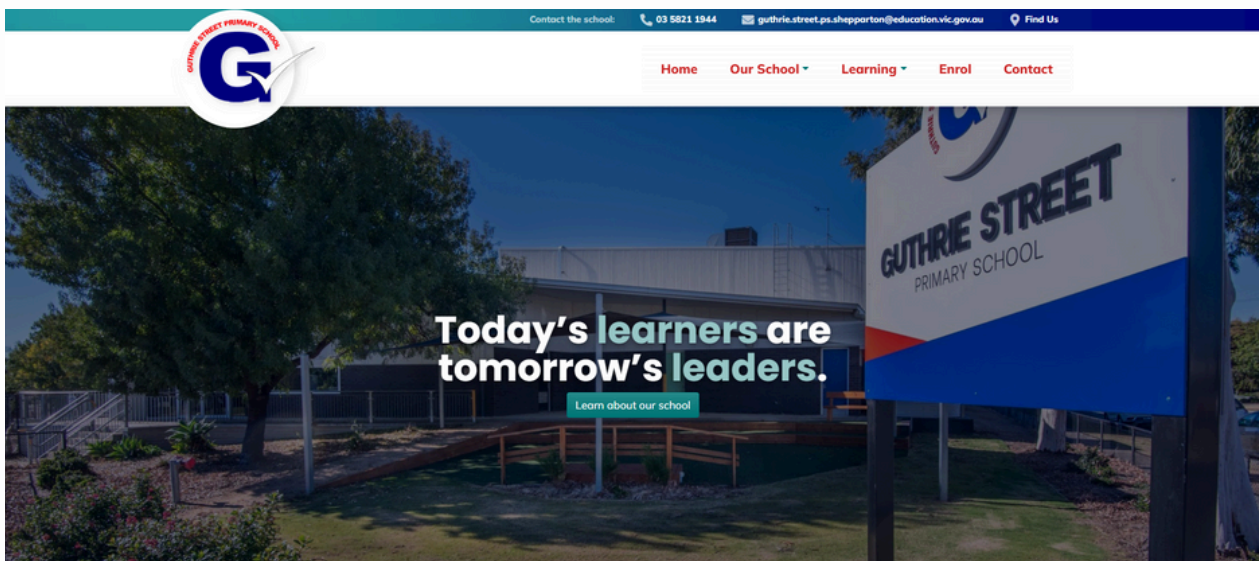 Contact the school: 03 5821 1944 guthrie.street.ps.shepparton@education.vic.gov.au Find Us
GUTHRIE STREET PRIMARY SCHOOL
G
Home Our School Learning Enrol Contact
G
GUTHRIE STREET
PRIMARY SCHOOL
Today's learners are
tomorrow's leaders.
Learn about our school